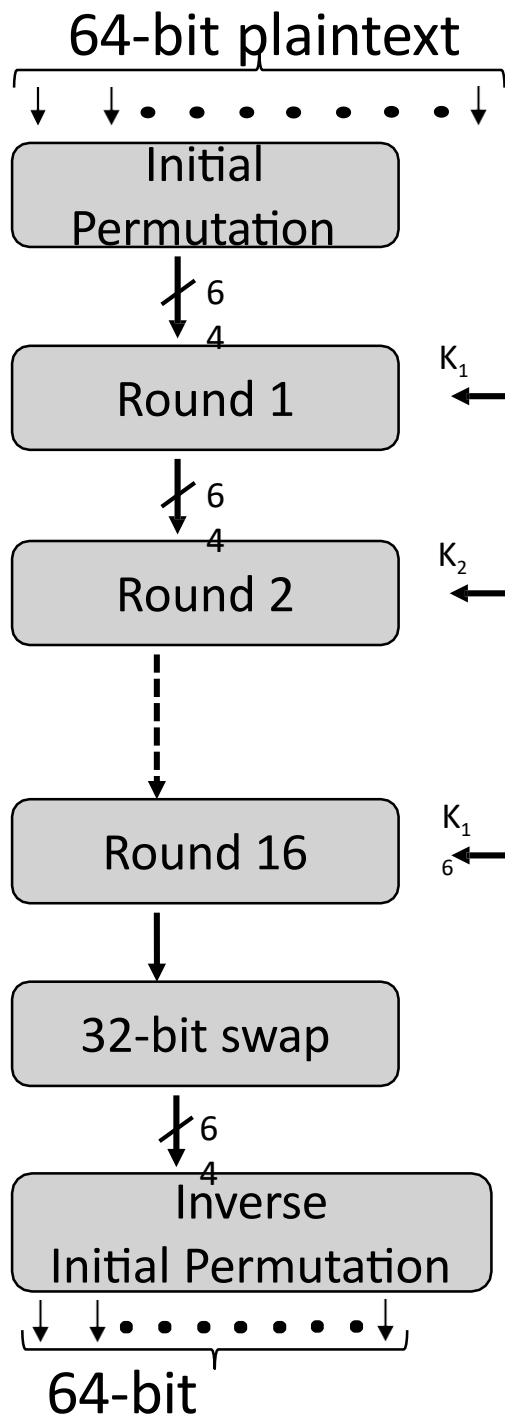 64-bit plaintext
Initial
Permutation
6
4
Round 1
K₁
6
4
Round 2
K₂
Round 16
K₁
₆
32-bit swap
6
4
Inverse
Initial Permutation
64-bit